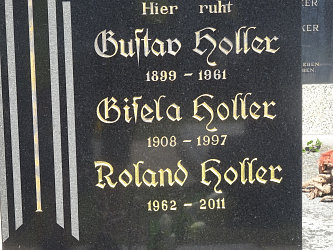 Hier ruht
Gustav Holler
1899 – 1961
Gisela Holler
1908 – 1997
Roland Holler
1962 – 2011